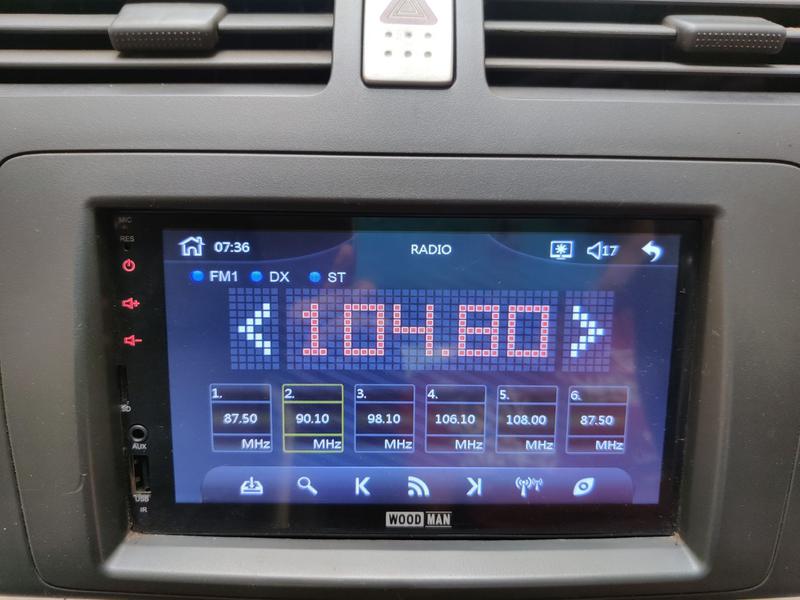 MIC
RES
07:36 RADIO 17
FM1 DX ST
104.80
1. 2. 3. 4. 5. 6.
87.50 90.10 98.10 106.10 108.00 87.50
MHz MHz MHz MHz MHz MHz
SD
AUX
USB
IR
WOODMAN